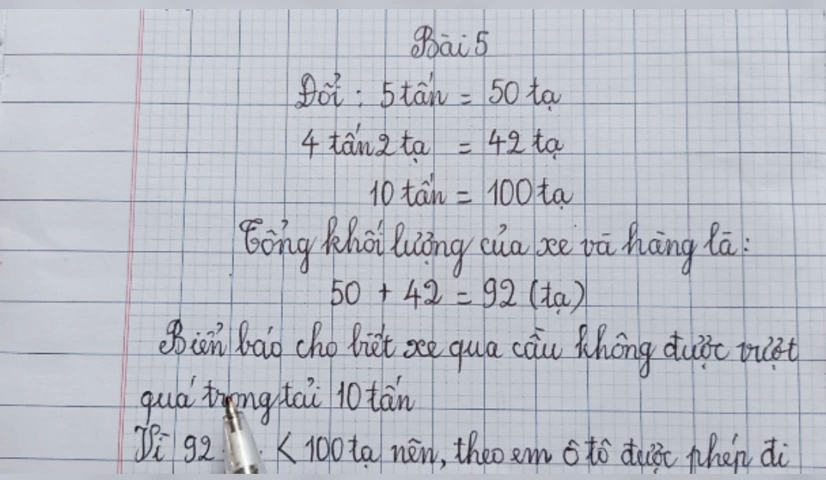 Bài 5
Đổi : 5 tấn = 50 tạ
4 tấn 2 tạ = 42 tạ
10 tấn = 100 tạ
Tổng khối lượng của xe và hàng là:
50 + 42 = 92 (tạ)
Biển báo cho biết xe qua cầu không được vượt
quá trọng tải 10 tấn
Vì 92 < 100 tạ nên, theo em ô tô được phép đi